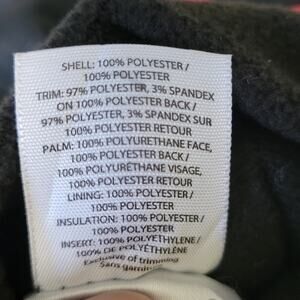 SHELL: 100% POLYESTER /
100% POLYESTER
TRIM: 97% POLYESTER, 3% SPANDEX
ON 100% POLYESTER BACK /
97% POLYESTER, 3% SPANDEX SUR
100% POLYESTER RETOUR
PALM: 100% POLYURETHANE FACE,
100% POLYESTER BACK /
100% POLYURÉTHANE VISAGE,
100% POLYESTER RETOUR
LINING: 100% POLYESTER /
100% POLYESTER
INSULATION: 100% POLYESTER /
100% POLYESTER
INSERT: 100% POLYETHYLENE /
100% DE POLYÉTHYLÈNE
Exclusive of trimming
Sans